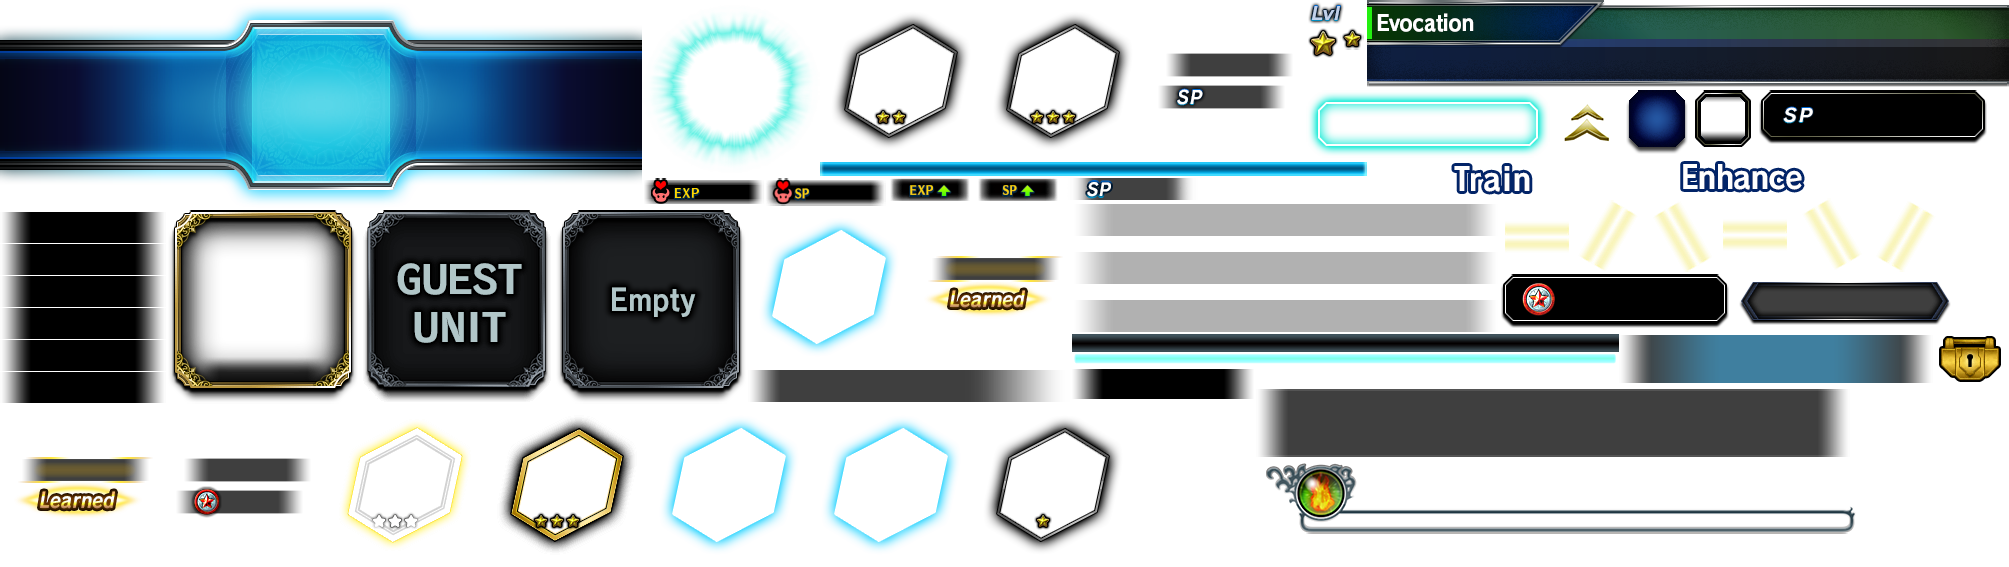 Lvl
Evocation
SP
SP
EXP
SP
EXP
SP
SP
Train
Enhance
GUEST
UNIT
Empty
Learned
Learned